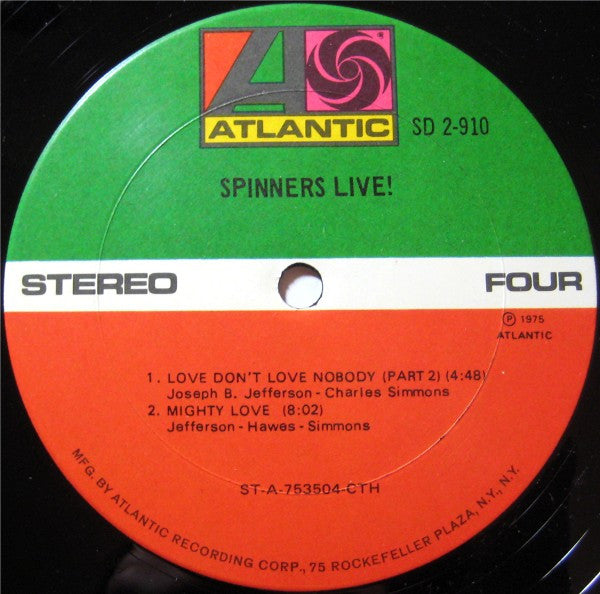 ATLANTIC
SD 2-910
SPINNERS LIVE!
STEREO
FOUR
Ⓟ 1975
ATLANTIC
1. LOVE DON'T LOVE NOBODY (PART 2) (4:48)
Joseph B. Jefferson - Charles Simmons
2. MIGHTY LOVE (8:02)
Jefferson - Hawes - Simmons
ST-A-753504-CTH
MFG. BY ATLANTIC RECORDING CORP., 75 ROCKEFELLER PLAZA, N.Y., N.Y.